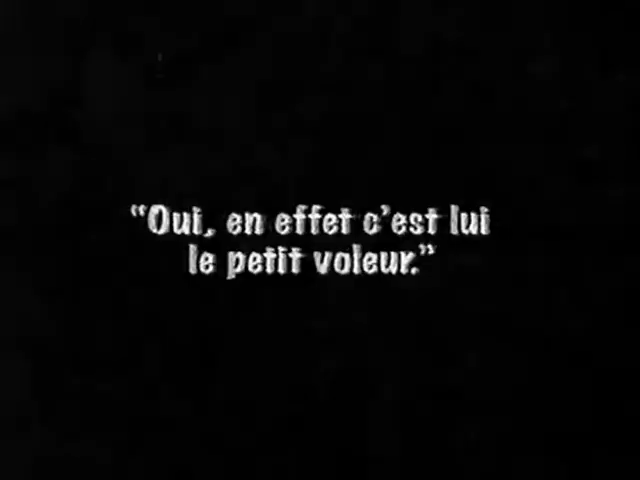 “Oui, en effet c’est lui
le petit voleur.”